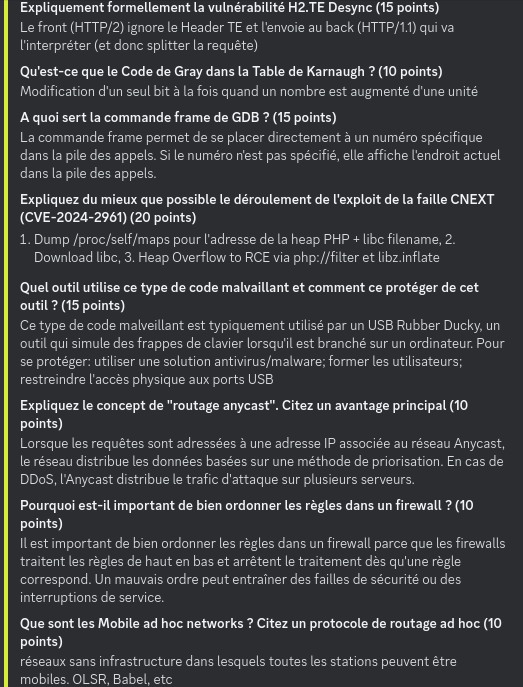 Expliquez formellement la vulnérabilité H2.TE Desync (15 points)
Le front (HTTP/2) ignore le Header TE et l'envoie au back (HTTP/1.1) qui va
l'interpréter (et donc splitter la requête)
Qu'est-ce que le Code de Gray dans la Table de Karnaugh ? (10 points)
Modification d'un seul bit à la fois quand un nombre est augmenté d'une unité
A quoi sert la commande frame de GDB ? (15 points)
La commande frame permet de se placer directement à un numéro spécifique
dans la pile des appels. Si le numéro n'est pas spécifié, elle affiche l'endroit actuel
dans la pile des appels.
Expliquez du mieux que possible le déroulement de l'exploit de la faille CNEXT
(CVE-2024-2961) (20 points)
1. Dump /proc/self/maps pour l'adresse de la heap PHP + libc filename, 2.
Download libc, 3. Heap Overflow to RCE via php://filter et libz.inflate
Quel outil utilise ce type de code malvaillant et comment ce protéger de cet
outil ? (15 points)
Ce type de code malveillant est typiquement utilisé par un USB Rubber Ducky, un
outil qui simule des frappes de clavier lorsqu'il est branché sur un ordinateur. Pour
se protéger: utiliser une solution antivirus/malware; former les utilisateurs;
restreindre l'accès physique aux ports USB
Expliquez le concept de "routage anycast". Citez un avantage principal (10
points)
Lorsque les requêtes sont adressées à une adresse IP associée au réseau Anycast,
le réseau distribue les données basées sur une méthode de priorisation. En cas de
DDoS, l'Anycast distribue le trafic d'attaque sur plusieurs serveurs.
Pourquoi est-il important de bien ordonner les règles dans un firewall ? (10
points)
Il est important de bien ordonner les règles dans un firewall parce que les firewalls
traitent les règles de haut en bas et arrêtent le traitement dès qu'une règle
correspond. Un mauvais ordre peut entraîner des failles de sécurité ou des
interruptions de service.
Que sont les Mobile ad hoc networks ? Citez un protocole de routage ad hoc (10
points)
réseaux sans infrastructure dans lesquels toutes les stations peuvent être
mobiles. OLSR, Babel, etc